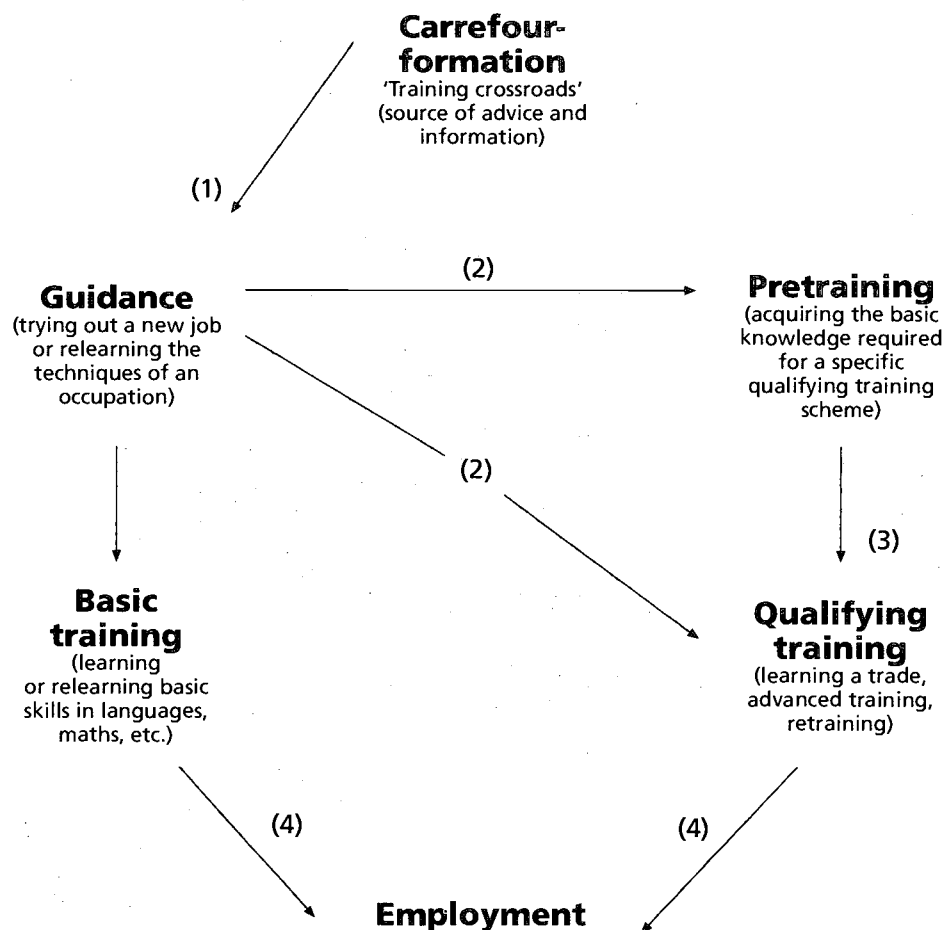 Carrefour-
formation
'Training crossroads'
(source of advice and
information)
(1)
(2)
Guidance
(trying out a new job
or relearning the
techniques of an
occupation)
Pretraining
(acquiring the basic
knowledge required
for a specific
qualifying training
scheme)
(2)
(3)
Basic
training
(learning
or relearning basic
skills in languages,
maths, etc.)
Qualifying
training
(learning a trade,
advanced training,
retraining)
(4)
(4)
Employment